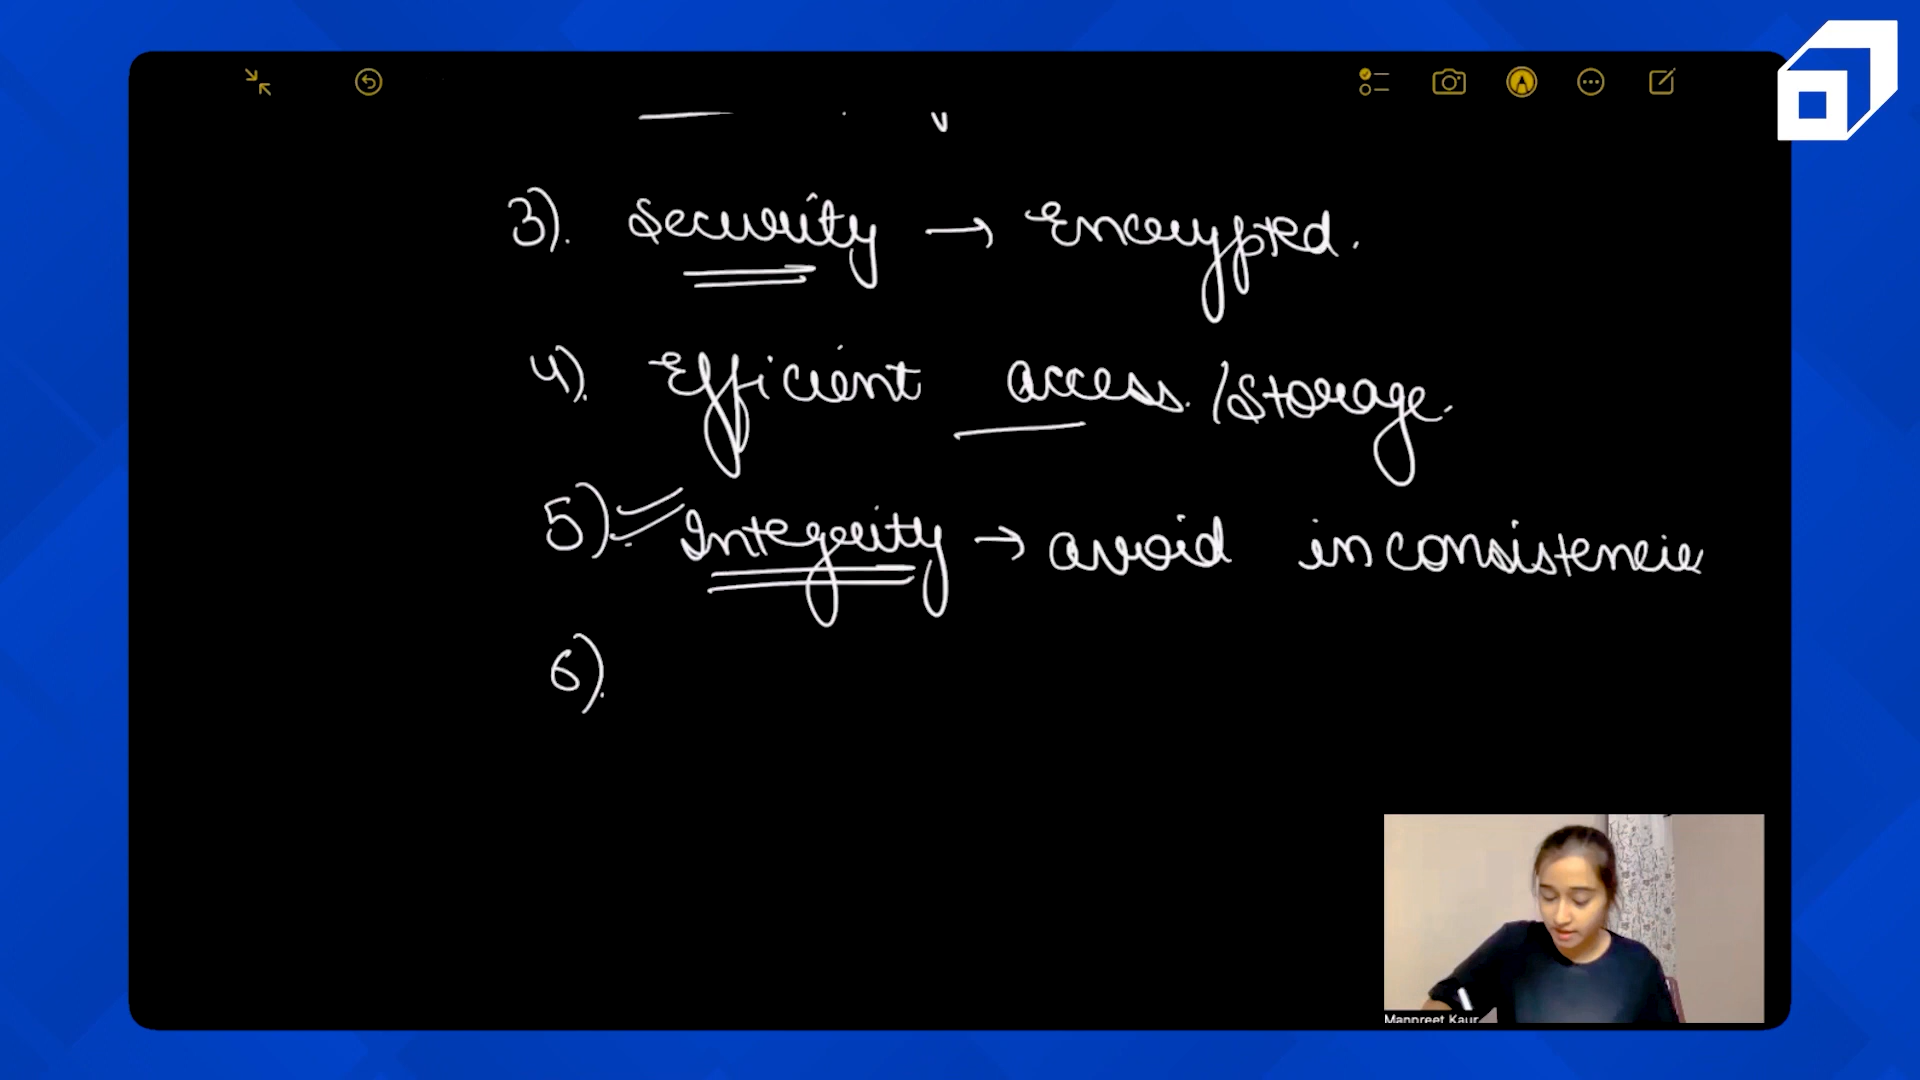 3). Security → Encrypted.
4). Efficient access. /Storage.
5) Integrity → avoid inconsistencie
6).
Manpreet Kaur